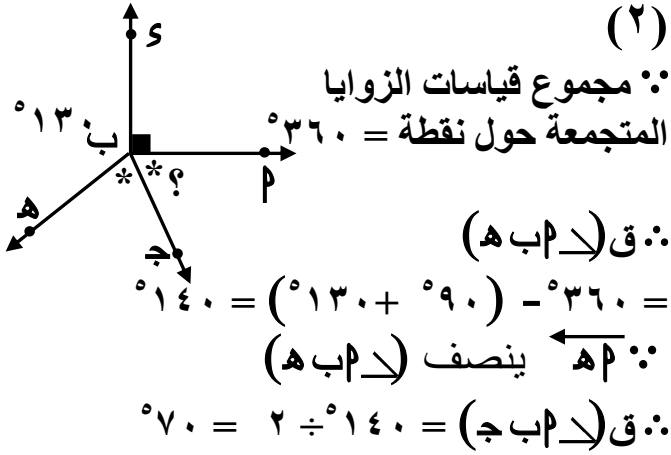 (٢)
∵ مجموع قياسات الزوايا
المتجمعة حول نقطة = ٣٦٠°
∴ ق(ﮮ أ ب هـ)
= ٣٦٠° - (٩٠° + ١٣٠°) = ١٤٠°
∵ أهـ ينصف (∠ أ ب هـ)
∴ ق(∠ أ ب جـ) = ١٤٠° ÷ ٢ = ٧٠°
ء
١٣٠°
ب
أ
* *
؟
هـ
جـ